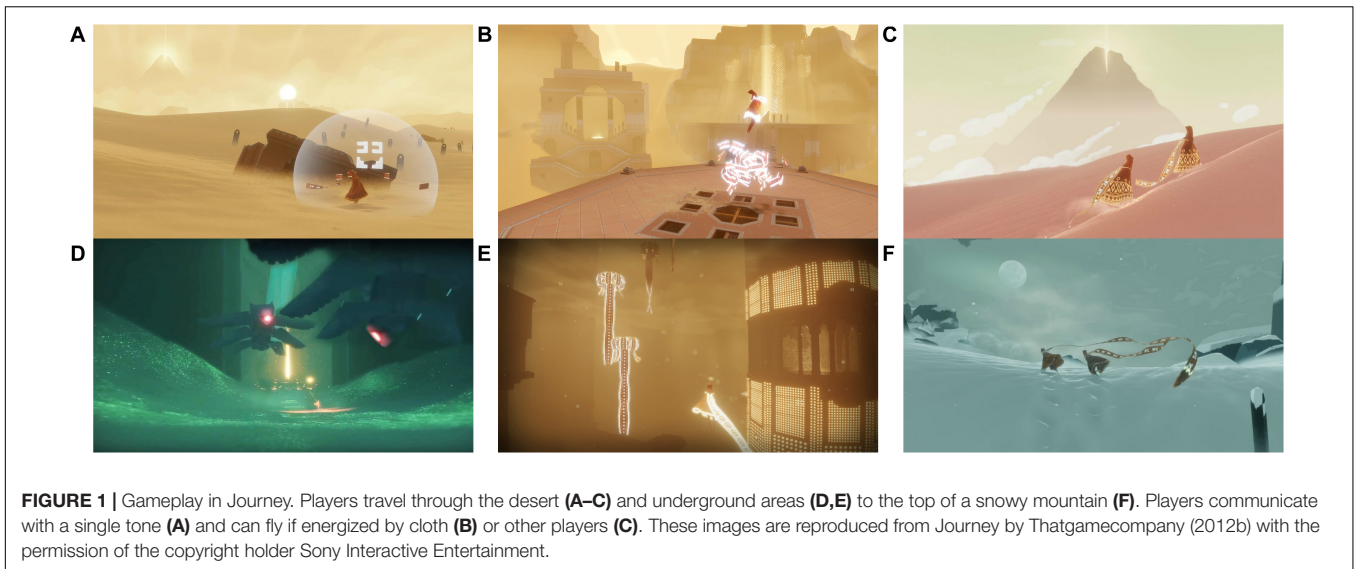 A
B
C
D
E
F
FIGURE 1 | Gameplay in Journey. Players travel through the desert (A–C) and underground areas (D,E) to the top of a snowy mountain (F). Players communicate
with a single tone (A) and can fly if energized by cloth (B) or other players (C). These images are reproduced from Journey by Thatgamecompany (2012b) with the
permission of the copyright holder Sony Interactive Entertainment.